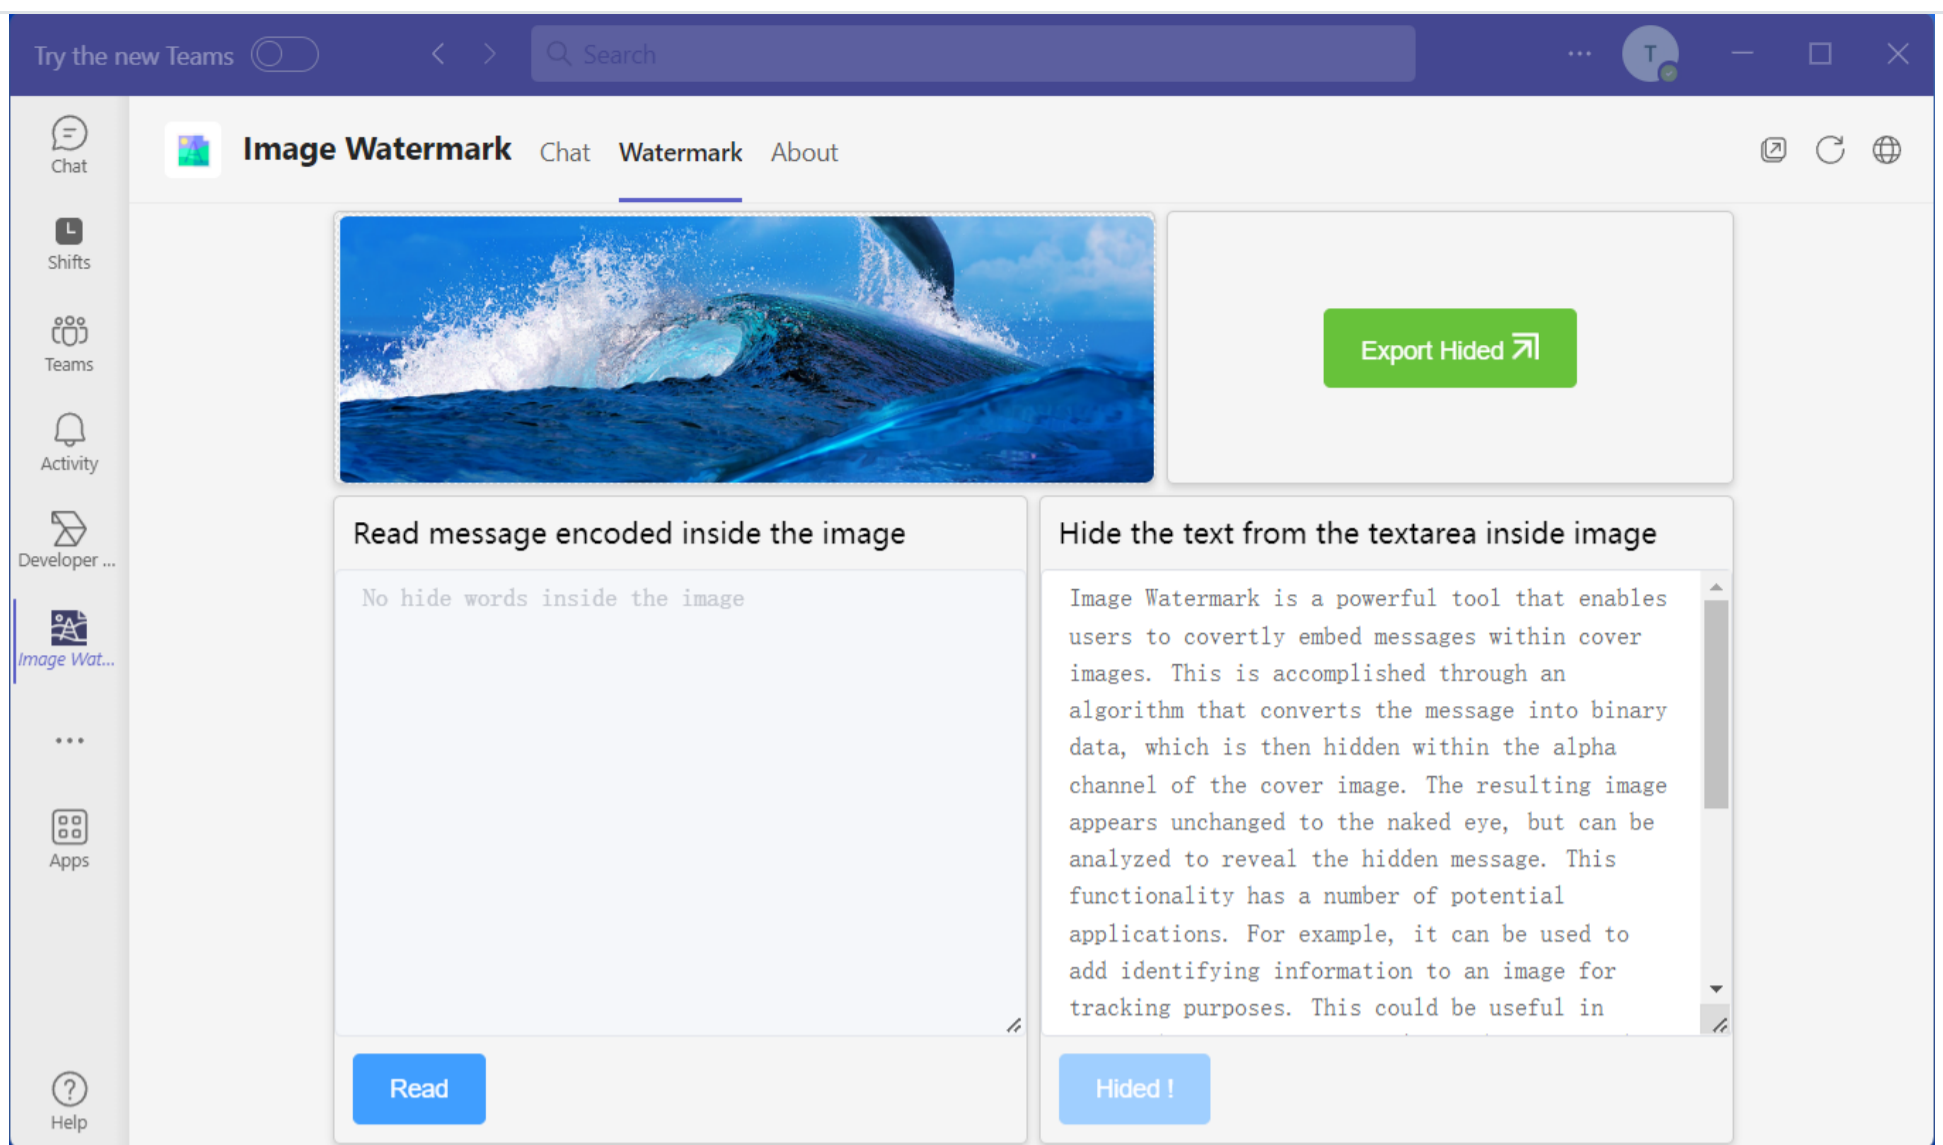 Try the new Teams
Search
T
Chat
Shifts
Teams
Activity
Developer ...
Image Wat...
Apps
Help
Image Watermark Chat Watermark About
Export Hided
Read message encoded inside the image
No hide words inside the image
Read
Hide the text from the textarea inside image
Image Watermark is a powerful tool that enables
users to covertly embed messages within cover
images. This is accomplished through an
algorithm that converts the message into binary
data, which is then hidden within the alpha
channel of the cover image. The resulting image
appears unchanged to the naked eye, but can be
analyzed to reveal the hidden message. This
functionality has a number of potential
applications. For example, it can be used to
add identifying information to an image for
tracking purposes. This could be useful in
Hided !